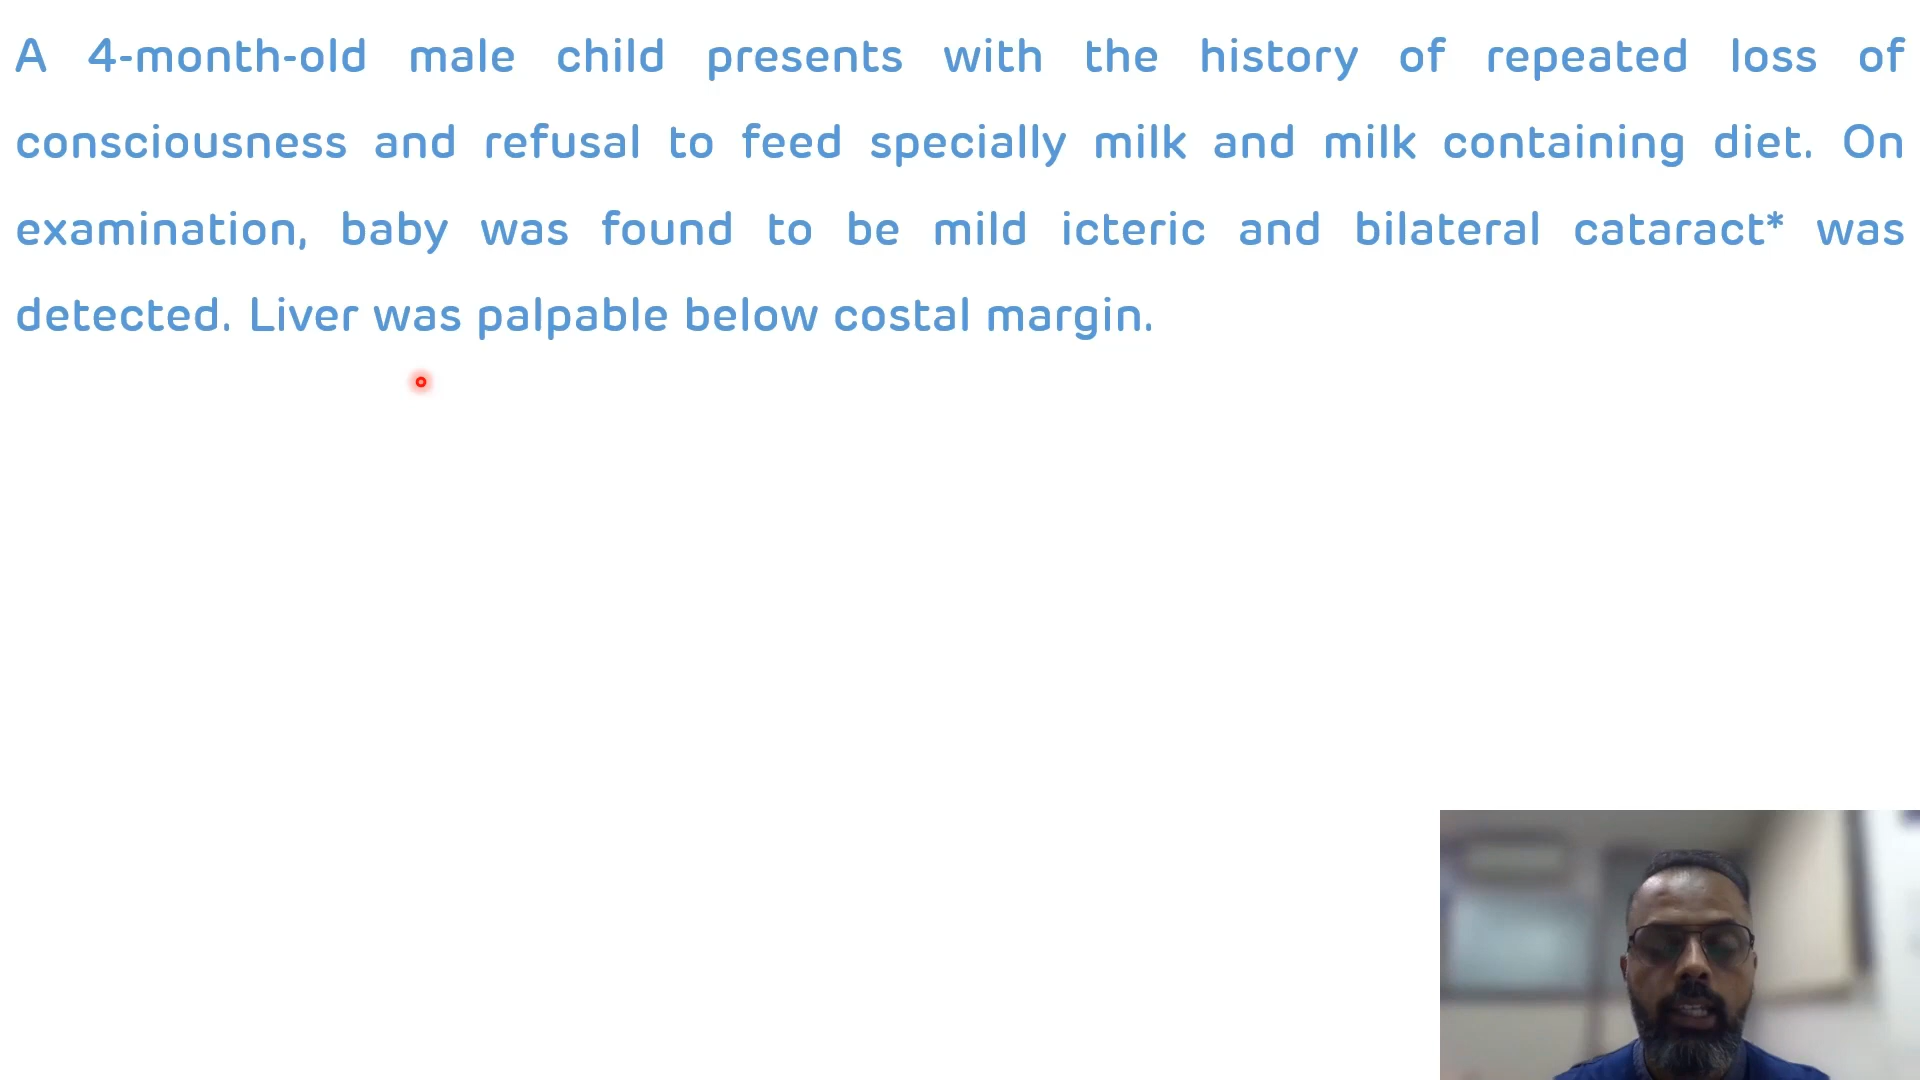 A 4-month-old male child presents with the history of repeated loss of
consciousness and refusal to feed specially milk and milk containing diet. On
examination, baby was found to be mild icteric and bilateral cataract* was
detected. Liver was palpable below costal margin.